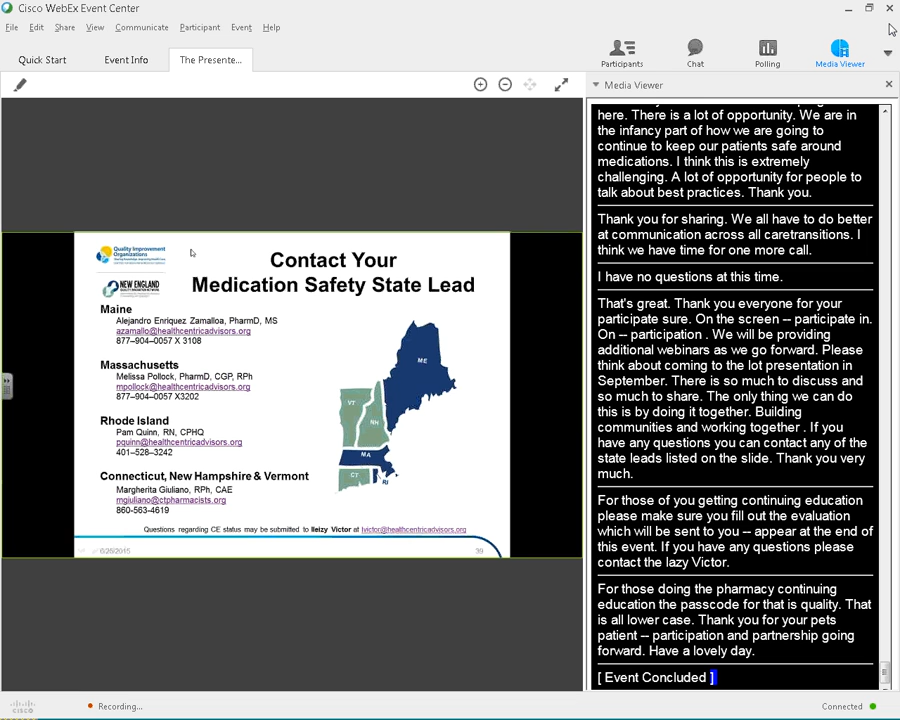 Cisco WebEx Event Center
File Edit Share View Communicate Participant Event Help
Quick Start Event Info The Presente...
Participants Chat Polling Media Viewer
Media Viewer
Quality Improvement
Organizations
NEW ENGLAND
Contact Your
Medication Safety State Lead
Maine
Alejandro Enriquez Zamalloa, PharmD, MS
azamallo@healthcentricadvisors.org
877–904–0057 X 3108
Massachusetts
Melissa Pollock, PharmD, CGP, RPh
mpollock@healthcentricadvisors.org
877–904–0057 X3202
Rhode Island
Pam Quinn, RN, CPHQ
pquinn@healthcentricadvisors.org
401–528–3242
Connecticut, New Hampshire & Vermont
Margherita Giuliano, RPh, CAE
mgiuliano@ctpharmacists.org
860-563-4619
ME
VT
NH
MA
CT
RI
Questions regarding CE status may be submitted to Ileizy Victor at ivictor@healthcentricadvisors.org
39
here. There is a lot of opportunity. We are in
the infancy part of how we are going to
continue to keep our patients safe around
medications. I think this is extremely
challenging. A lot of opportunity for people to
talk about best practices. Thank you.
Thank you for sharing. We all have to do better
at communication across all caretransitions. I
think we have time for one more call.
I have no questions at this time.
That's great. Thank you everyone for your
participate sure. On the screen -- participate in.
On -- participation . We will be providing
additional webinars as we go forward. Please
think about coming to the lot presentation in
September. There is so much to discuss and
so much to share. The only thing we can do
this is by doing it together. Building
communities and working together . If you
have any questions you can contact any of the
state leads listed on the slide. Thank you very
much.
For those of you getting continuing education
please make sure you fill out the evaluation
which will be sent to you -- appear at the end of
this event. If you have any questions please
contact the lazy Victor.
For those doing the pharmacy continuing
education the passcode for that is quality. That
is all lower case. Thank you for your pets
patient -- participation and partnership going
forward. Have a lovely day.
[ Event Concluded ]
cisco
Recording...
Connected